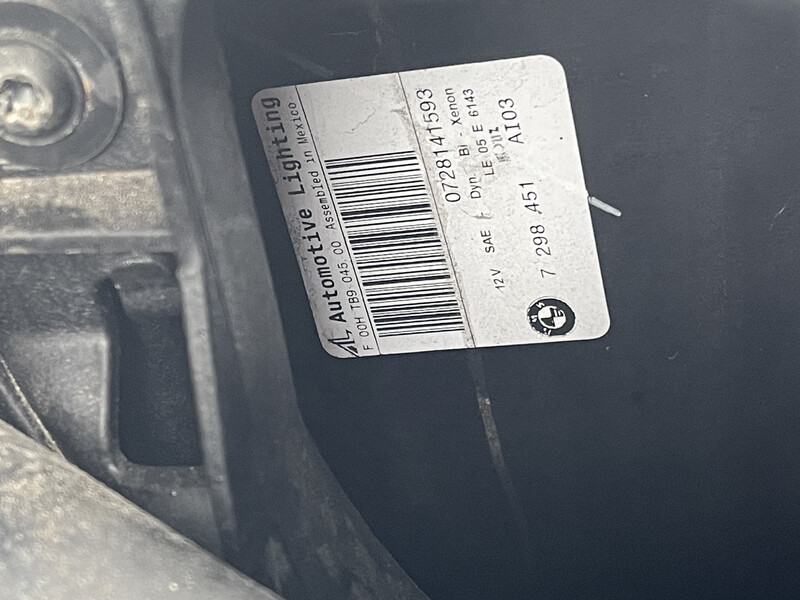 Automotive Lighting
F 00H TB9 045 00 Assembled in Mexico
0728141593
Dyn. Bi - Xenon
12V SAE LE 05 E 6143
7 298 451 AI03